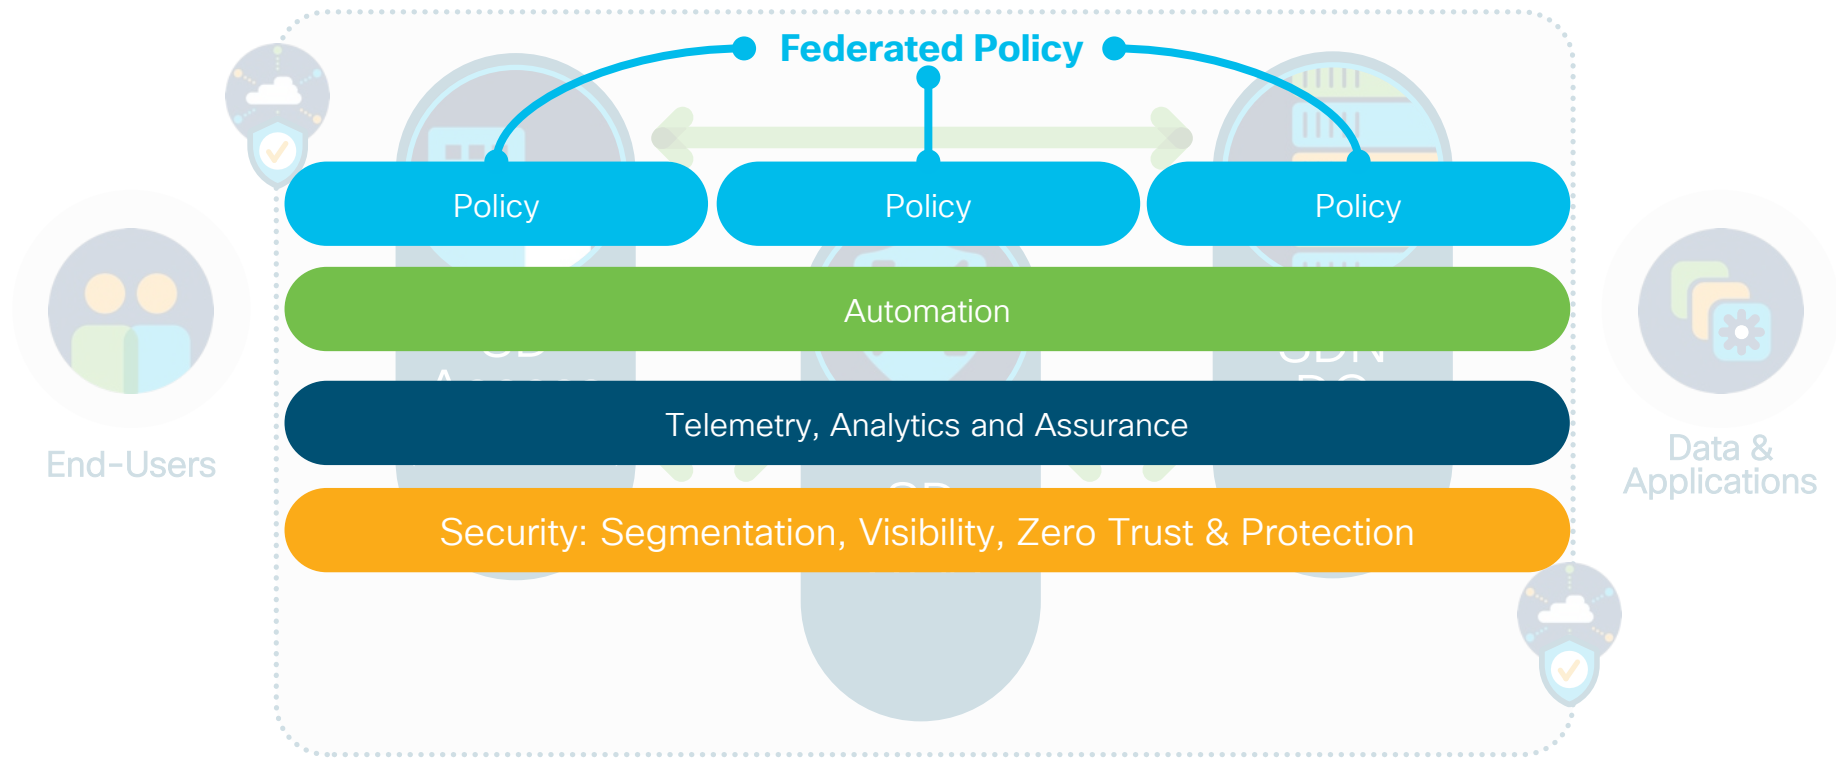 Federated Policy
Policy Policy Policy
Automation
SDN
Telemetry, Analytics and Assurance
End-Users
Data &
Applications
Security: Segmentation, Visibility, Zero Trust & Protection